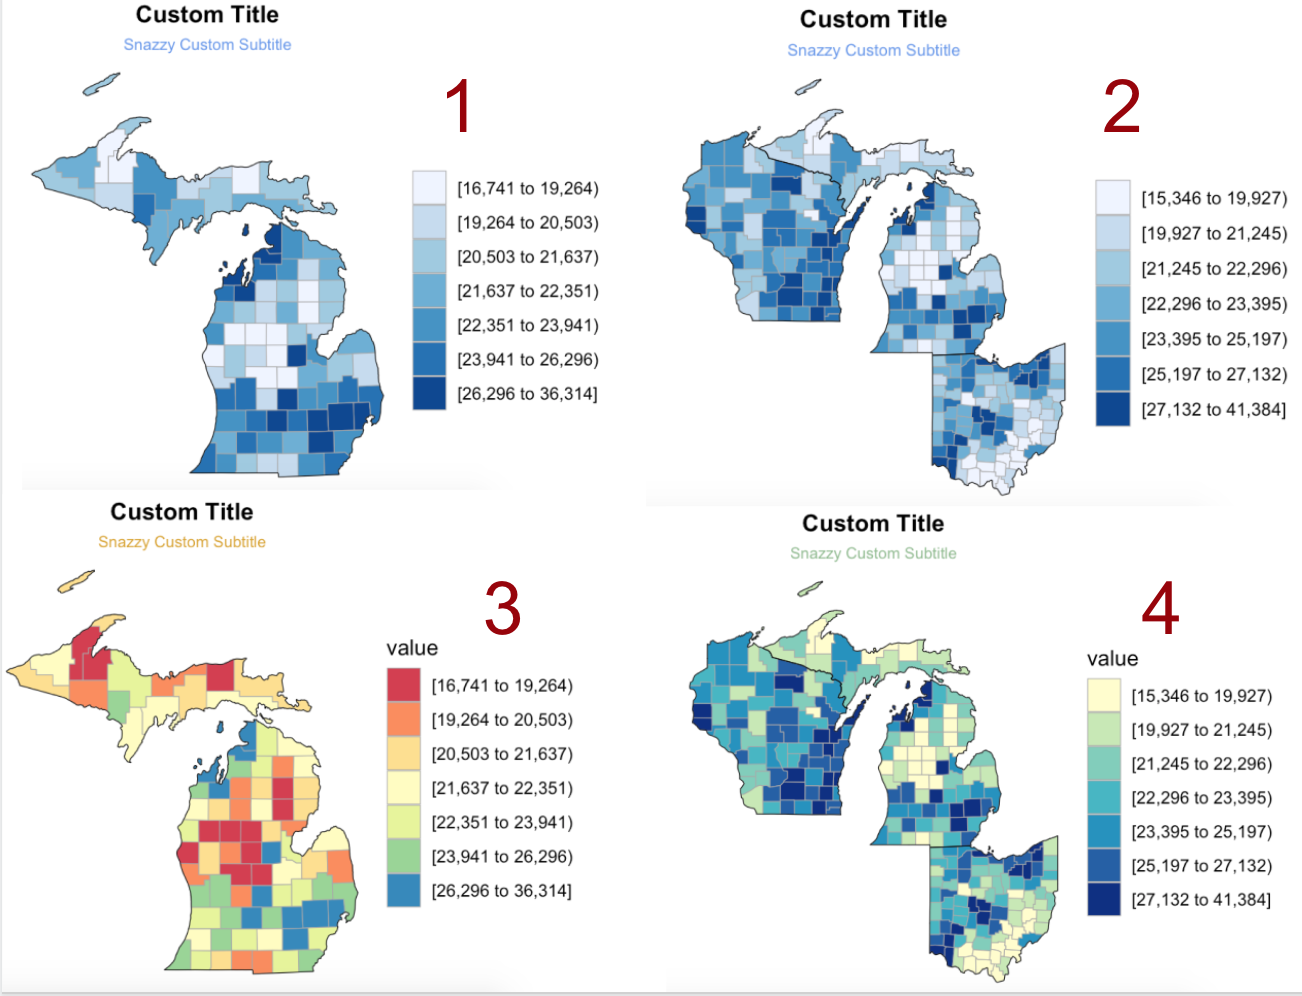 Custom Title
Snazzy Custom Subtitle
1
[16,741 to 19,264)
[19,264 to 20,503)
[20,503 to 21,637)
[21,637 to 22,351)
[22,351 to 23,941)
[23,941 to 26,296)
[26,296 to 36,314]
Custom Title
Snazzy Custom Subtitle
2
[15,346 to 19,927)
[19,927 to 21,245)
[21,245 to 22,296)
[22,296 to 23,395)
[23,395 to 25,197)
[25,197 to 27,132)
[27,132 to 41,384]
Custom Title
Snazzy Custom Subtitle
3
value
[16,741 to 19,264)
[19,264 to 20,503)
[20,503 to 21,637)
[21,637 to 22,351)
[22,351 to 23,941)
[23,941 to 26,296)
[26,296 to 36,314]
Custom Title
Snazzy Custom Subtitle
4
value
[15,346 to 19,927)
[19,927 to 21,245)
[21,245 to 22,296)
[22,296 to 23,395)
[23,395 to 25,197)
[25,197 to 27,132)
[27,132 to 41,384]